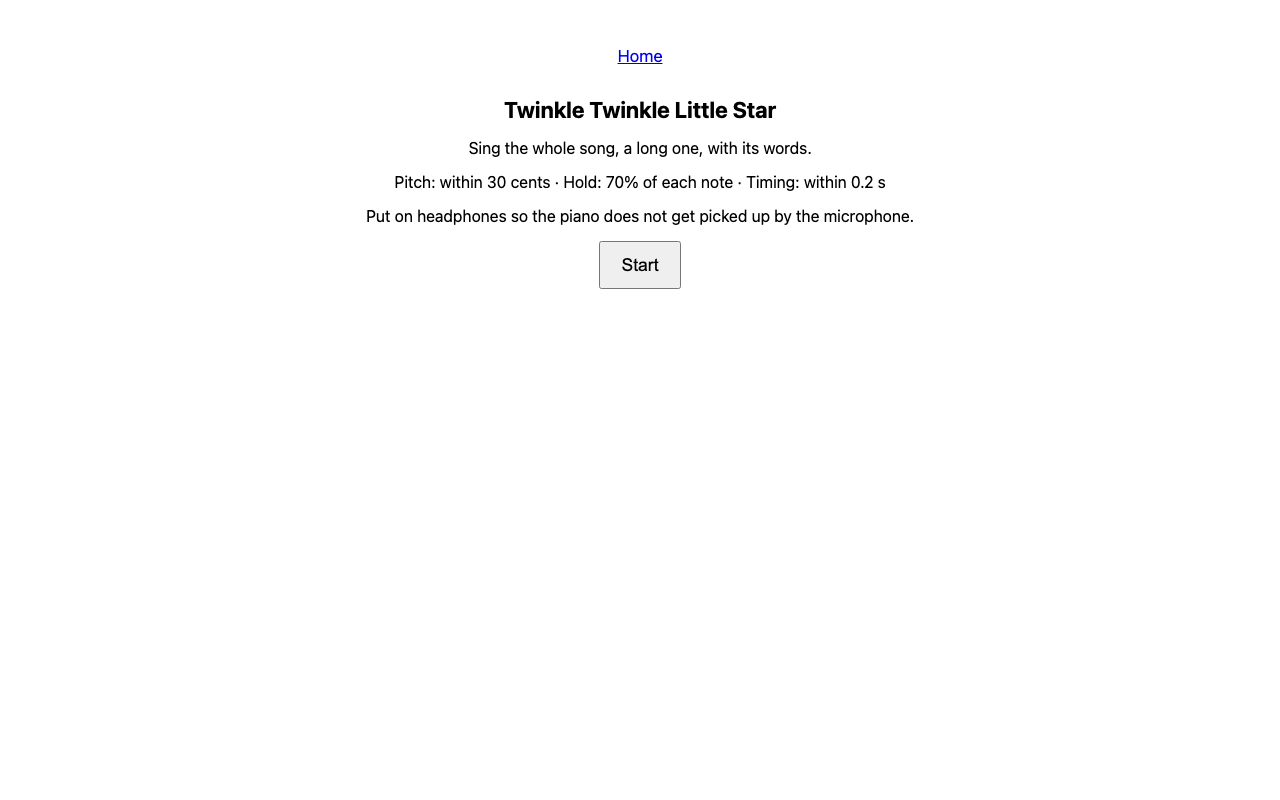 Home
Twinkle Twinkle Little Star
Sing the whole song, a long one, with its words.
Pitch: within 30 cents · Hold: 70% of each note · Timing: within 0.2 s
Put on headphones so the piano does not get picked up by the microphone.
Start